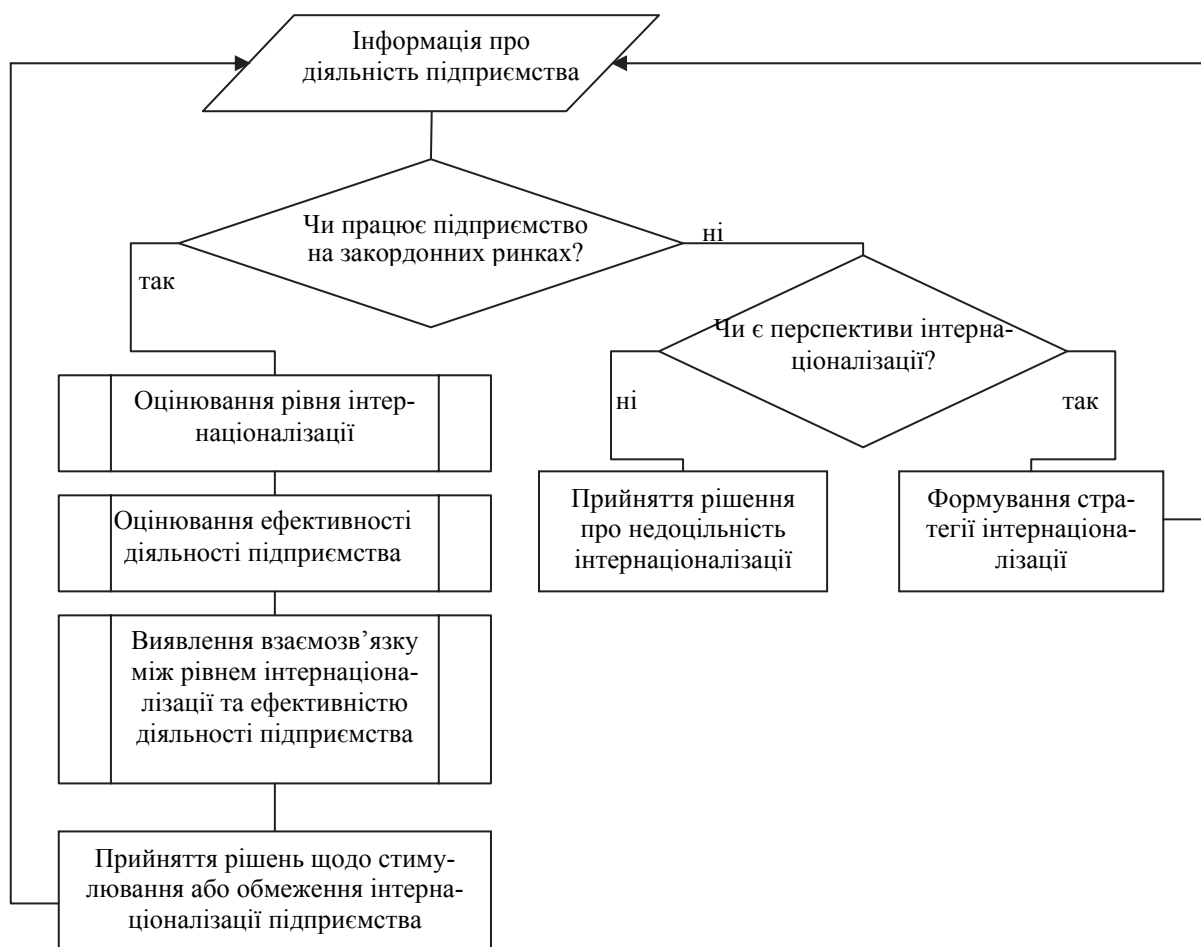 Інформація про
діяльність підприємства
Чи працює підприємство
на закордонних ринках?
так
ні
Чи є перспективи інтерна-
ціоналізації?
ні
так
Оцінювання рівня інтер-
націоналізації
Оцінювання ефективності
діяльності підприємства
Виявлення взаємозв’язку
між рівнем інтернаціона-
лізації та ефективністю
діяльності підприємства
Прийняття рішень щодо стиму-
лювання або обмеження інтерна-
ціоналізації підприємства
Прийняття рішення
про недоцільність
інтернаціоналізації
Формування стра-
тегії інтернаціона-
лізації